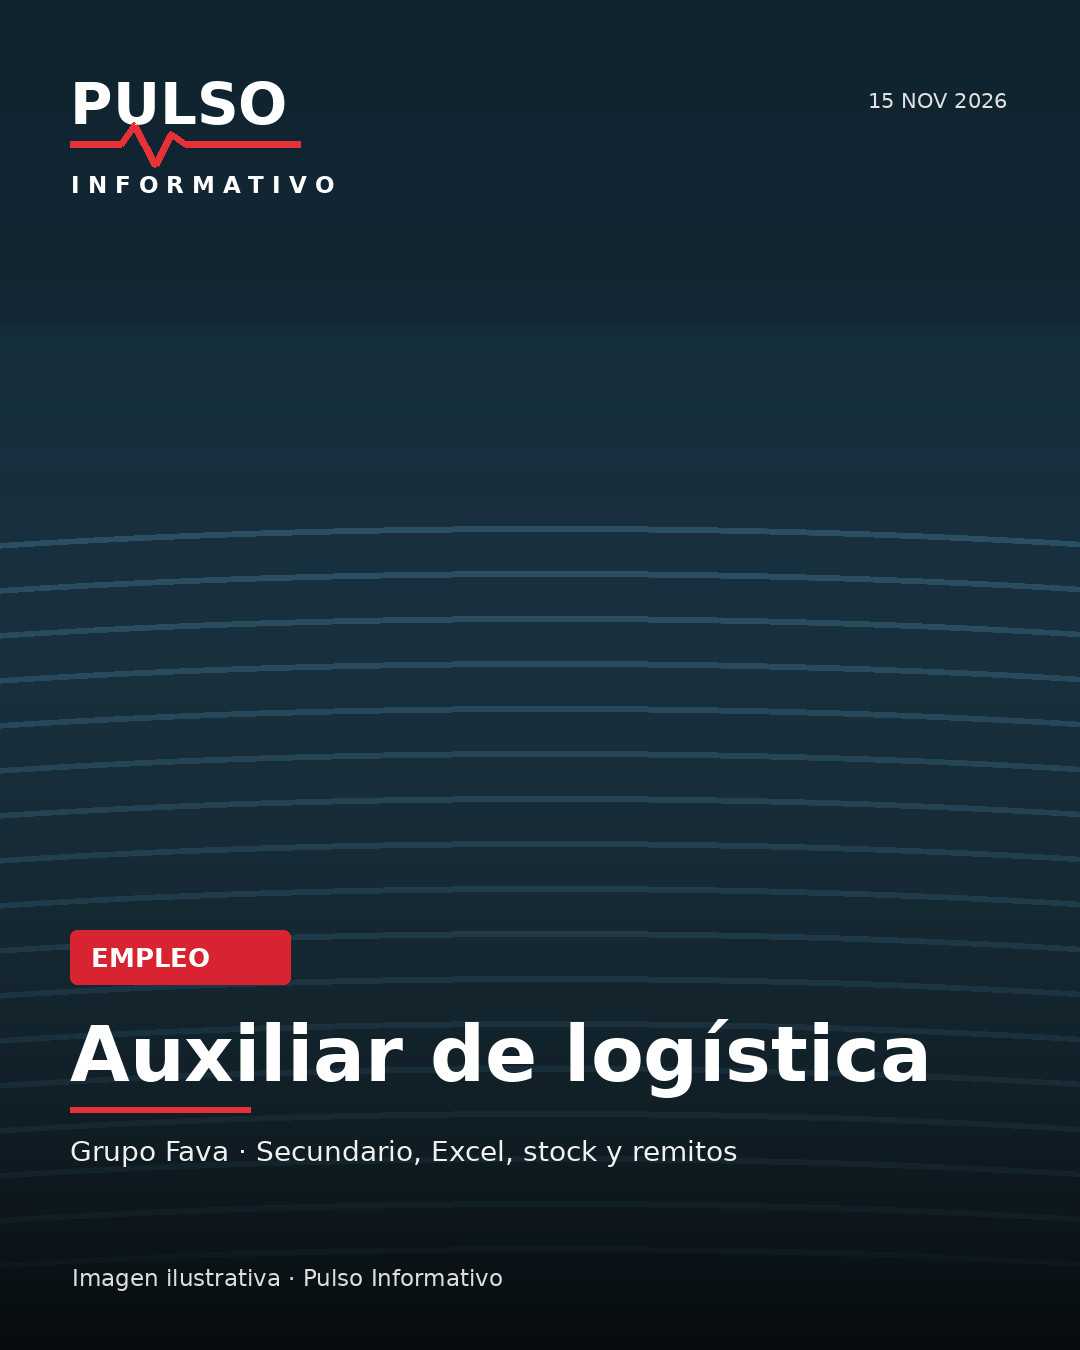 PULSO
INFORMATIVO
15 NOV 2026
EMPLEO
Auxiliar de logística
Grupo Fava · Secundario, Excel, stock y remitos
Imagen ilustrativa · Pulso Informativo